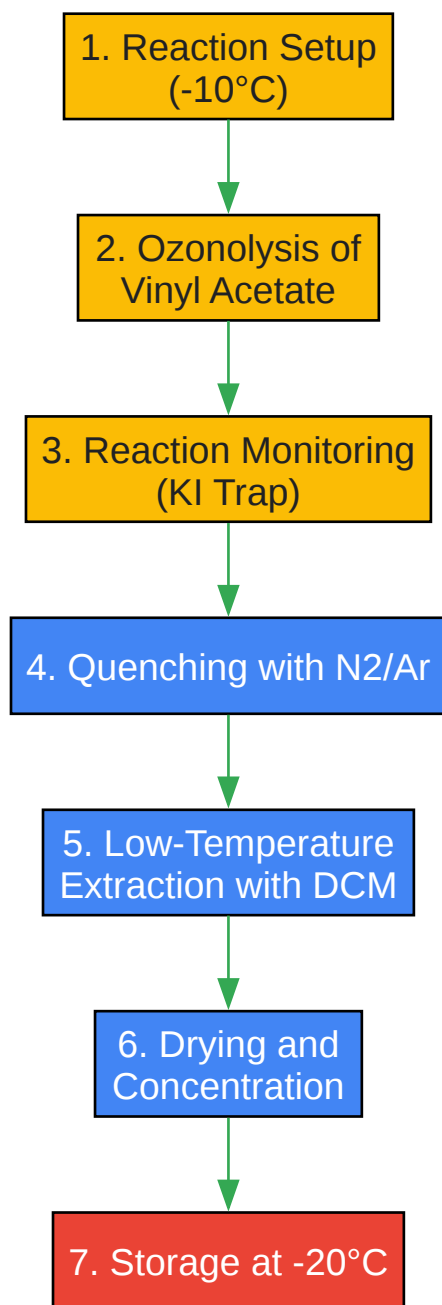 1. Reaction Setup
(-10°C)
2. Ozonolysis of
Vinyl Acetate
3. Reaction Monitoring
(KI Trap)
4. Quenching with N2/Ar
5. Low-Temperature
Extraction with DCM
6. Drying and
Concentration
7. Storage at -20°C